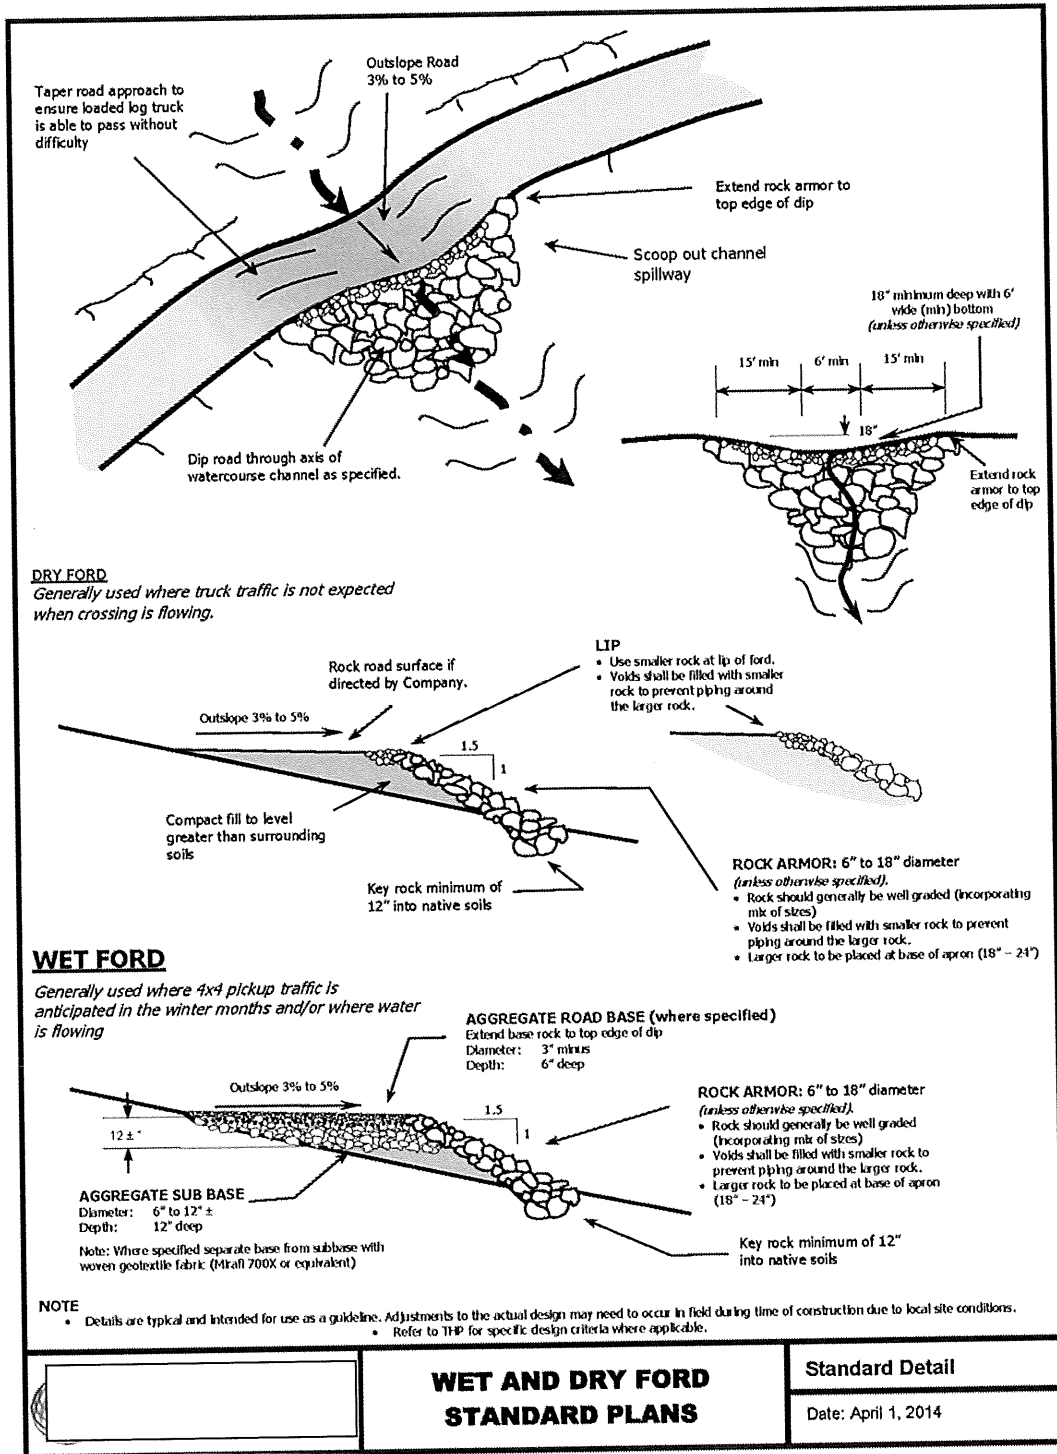 Taper road approach to
ensure loaded log truck
is able to pass without
difficulty
Outslope Road
3% to 5%
Extend rock armor to
top edge of dip
Scoop out channel
spillway
18" minimum deep with 6'
wide (min) bottom
(unless otherwise specified)
15' min
6' min
15' min
18"
Extend rock
armor to top
edge of dip
Dip road through axis of
watercourse channel as specified.
DRY FORD
Generally used where truck traffic is not expected
when crossing is flowing.
Rock road surface if
directed by Company.
LIP
• Use smaller rock at lip of ford.
• Voids shall be filled with smaller
rock to prevent piping around
the larger rock.
Outslope 3% to 5%
1.5
1
Compact fill to level
greater than surrounding
soils
Key rock minimum of
12" into native soils
ROCK ARMOR: 6" to 18" diameter
(unless otherwise specified).
• Rock should generally be well graded (incorporating
mix of sizes)
• Voids shall be filled with smaller rock to prevent
piping around the larger rock.
• Larger rock to be placed at base of apron (18" – 24")
WET FORD
Generally used where 4x4 pickup traffic is
anticipated in the winter months and/or where water
is flowing
AGGREGATE ROAD BASE (where specified)
Extend base rock to top edge of dip
Diameter: 3" minus
Depth: 6" deep
Outslope 3% to 5%
1.5
1
12 ± "
ROCK ARMOR: 6" to 18" diameter
(unless otherwise specified).
• Rock should generally be well graded
(incorporating mix of sizes)
• Voids shall be filled with smaller rock to
prevent piping around the larger rock.
• Larger rock to be placed at base of apron
(18" – 24")
AGGREGATE SUB BASE
Diameter: 6" to 12" ±
Depth: 12" deep
Note: Where specified separate base from subbase with
woven geotextile fabric (Mirafi 700X or equivalent)
Key rock minimum of 12"
into native soils
NOTE
• Details are typical and intended for use as a guideline. Adjustments to the actual design may need to occur in field during time of construction due to local site conditions.
• Refer to THP for specific design criteria where applicable.
WET AND DRY FORD
STANDARD PLANS
Standard Detail
Date: April 1, 2014